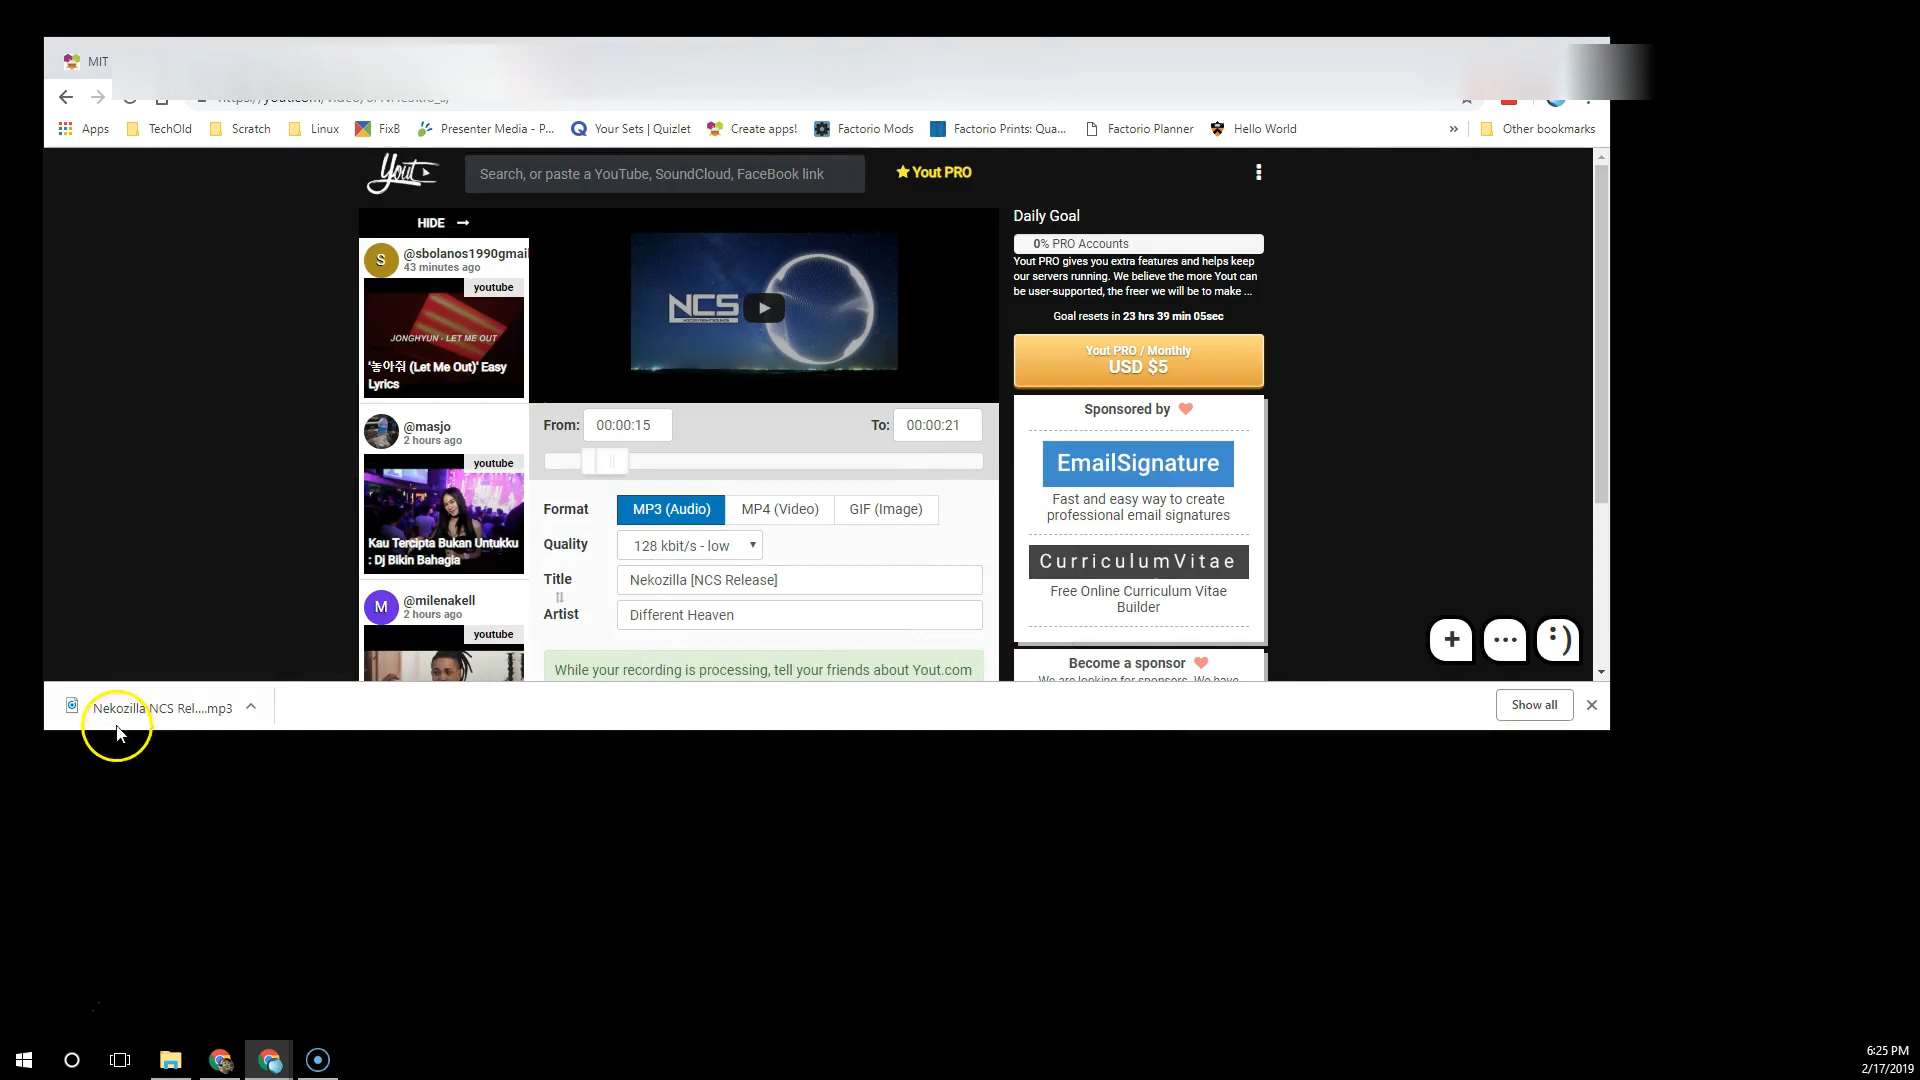 MIT
Apps
TechOld
Scratch
Linux
FixB
Presenter Media - P...
Your Sets | Quizlet
Create apps!
Factorio Mods
Factorio Prints: Qua...
Factorio Planner
Hello World
»
Other bookmarks
Yout
Search, or paste a YouTube, SoundCloud, FaceBook link
Yout PRO
HIDE →
S
@sbolanos1990gmail
43 minutes ago
youtube
JONGHYUN - LET ME OUT
'놓아줘 (Let Me Out)' Easy
Lyrics
@masjo
2 hours ago
youtube
Kau Tercipta Bukan Untukku
: Dj Bikin Bahagia
M
@milenakell
2 hours ago
youtube
NCS
From: 00:00:15
To: 00:00:21
Format
MP3 (Audio)
MP4 (Video)
GIF (Image)
Quality
128 kbit/s - low
Title
Nekozilla [NCS Release]
Artist
Different Heaven
While your recording is processing, tell your friends about Yout.com
Daily Goal
0% PRO Accounts
Yout PRO gives you extra features and helps keep
our servers running. We believe the more Yout can
be user-supported, the freer we will be to make ...
Goal resets in 23 hrs 39 min 05sec
Yout PRO / Monthly
USD $5
Sponsored by
EmailSignature
Fast and easy way to create
professional email signatures
CurriculumVitae
Free Online Curriculum Vitae
Builder
Become a sponsor
We are looking for sponsors. We have
+
...
:)
Nekozilla NCS Rel....mp3
Show all
6:25 PM
2/17/2019